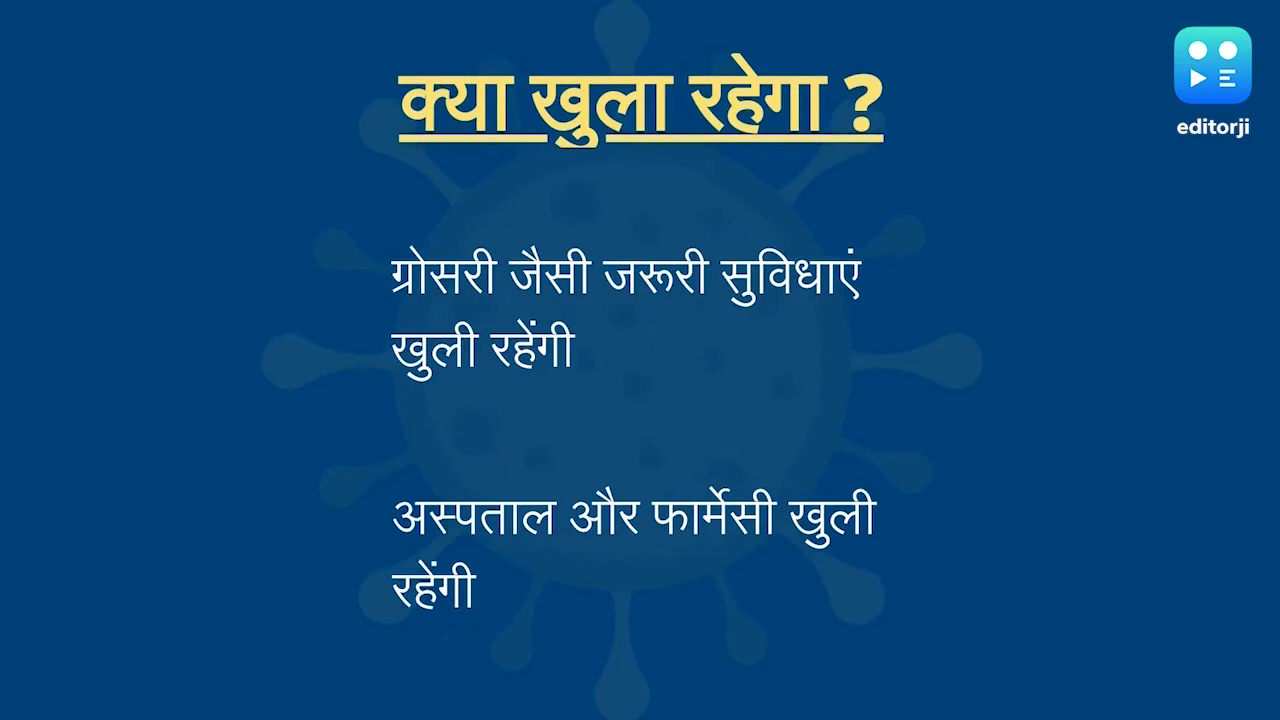 क्या खुला रहेगा ?
editorji
ग्रोसरी जैसी जरूरी सुविधाएं
खुली रहेंगी
अस्पताल और फार्मेसी खुली
रहेंगी